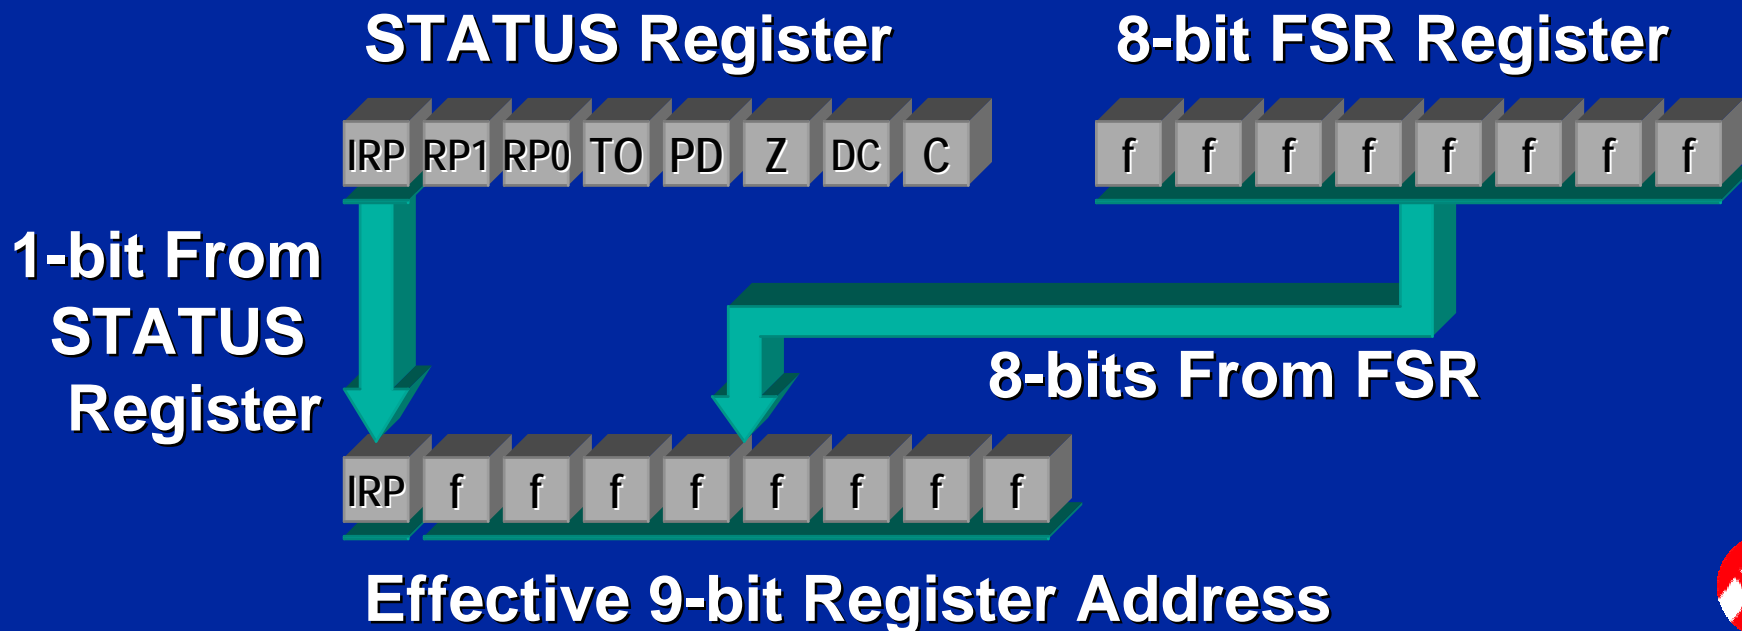 STATUS Register
8-bit FSR Register
IRP RP1 RP0 TO PD Z DC C
f f f f f f f f
1-bit From
STATUS
Register
8-bits From FSR
IRP f f f f f f f f
Effective 9-bit Register Address